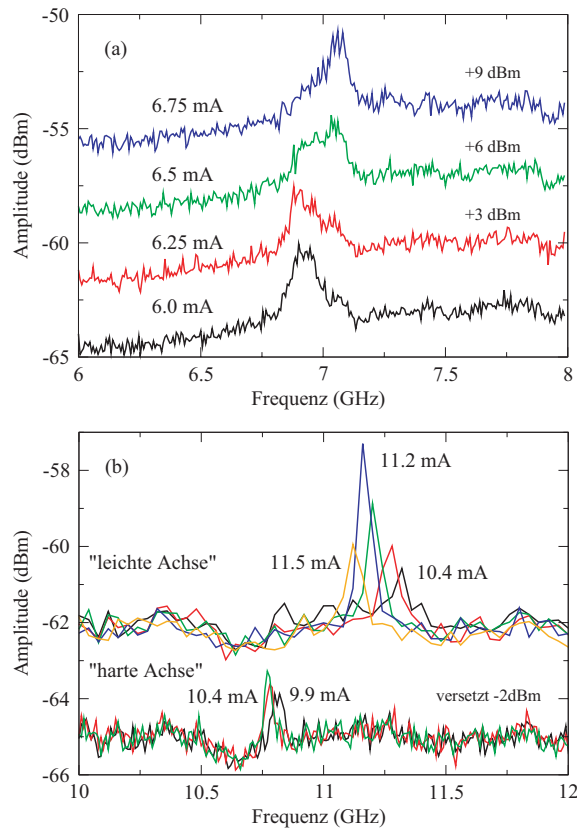 -50
(a)
+9 dBm
6.75 mA
-55
+6 dBm
6.5 mA
Amplitude (dBm)
+3 dBm
6.25 mA
-60
6.0 mA
-65
6 6.5 7 7.5 8
Frequenz (GHz)
(b)
-58
11.2 mA
-60
"leichte Achse" 11.5 mA 10.4 mA
Amplitude (dBm)
-62
"harte Achse"
-64
10.4 mA 9.9 mA versetzt -2dBm
-66
10 10.5 11 11.5 12
Frequenz (GHz)